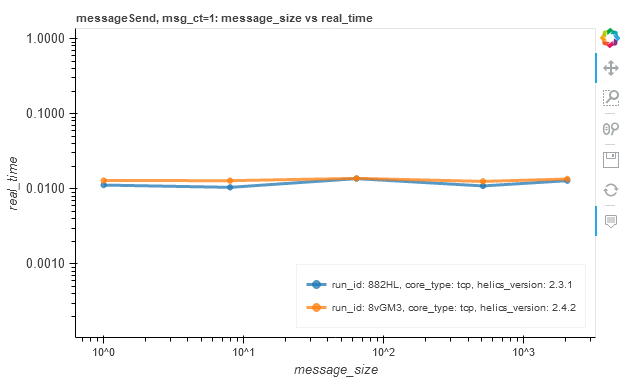 messageSend, msg_ct=1: message_size vs real_time
1.0000
0.1000
0.0100
0.0010
real_time
10^0
10^1
10^2
10^3
message_size
run_id: 882HL, core_type: tcp, helics_version: 2.3.1
run_id: 8vGM3, core_type: tcp, helics_version: 2.4.2